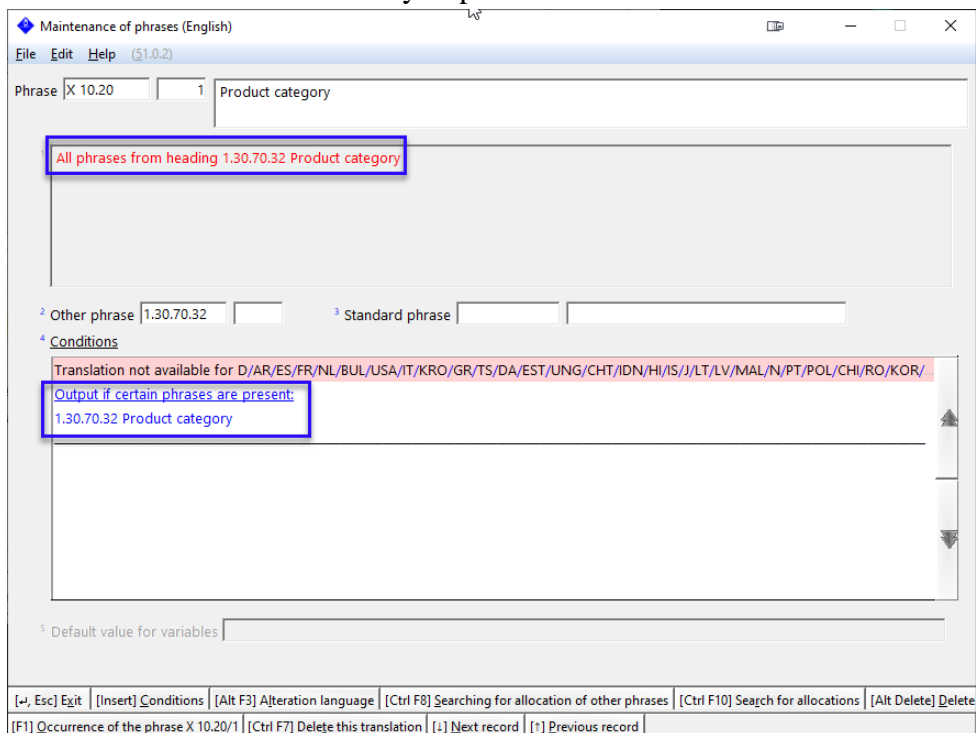 Maintenance of phrases (English)
File Edit Help (51.0.2)
Phrase X 10.20 1 Product category
1 All phrases from heading 1.30.70.32 Product category
2 Other phrase 1.30.70.32 3 Standard phrase
4 Conditions
Translation not available for D/AR/ES/FR/NL/BUL/USA/IT/KRO/GR/TS/DA/EST/UNG/CHT/IDN/HI/IS/J/LT/LV/MAL/N/PT/POL/CHI/RO/KOR/...
Output if certain phrases are present:
1.30.70.32 Product category
5 Default value for variables
[↵, Esc] Exit [Insert] Conditions [Alt F3] Alteration language [Ctrl F8] Searching for allocation of other phrases [Ctrl F10] Search for allocations [Alt Delete] Delete
[F1] Occurrence of the phrase X 10.20/1 [Ctrl F7] Delete this translation [↓] Next record [↑] Previous record